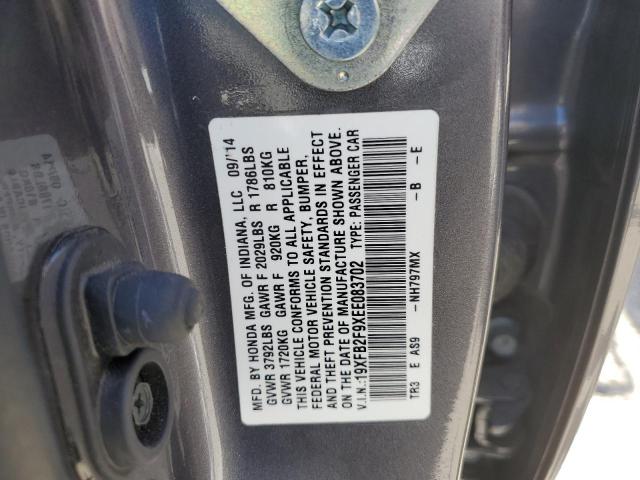 MFD. BY HONDA MFG. OF INDIANA, LLC 09/'14
GVWR 3792LBS GAWR F 2029LBS R 1786LBS
GVWR 1720KG GAWR F 920KG R 810KG
THIS VEHICLE CONFORMS TO ALL APPLICABLE
FEDERAL MOTOR VEHICLE SAFETY, BUMPER,
AND THEFT PREVENTION STANDARDS IN EFFECT
ON THE DATE OF MANUFACTURE SHOWN ABOVE.
V.I.N.:19XFB2F9XEE083702 TYPE: PASSENGER CAR
TR3 E AS9 -NH797MX -B -E